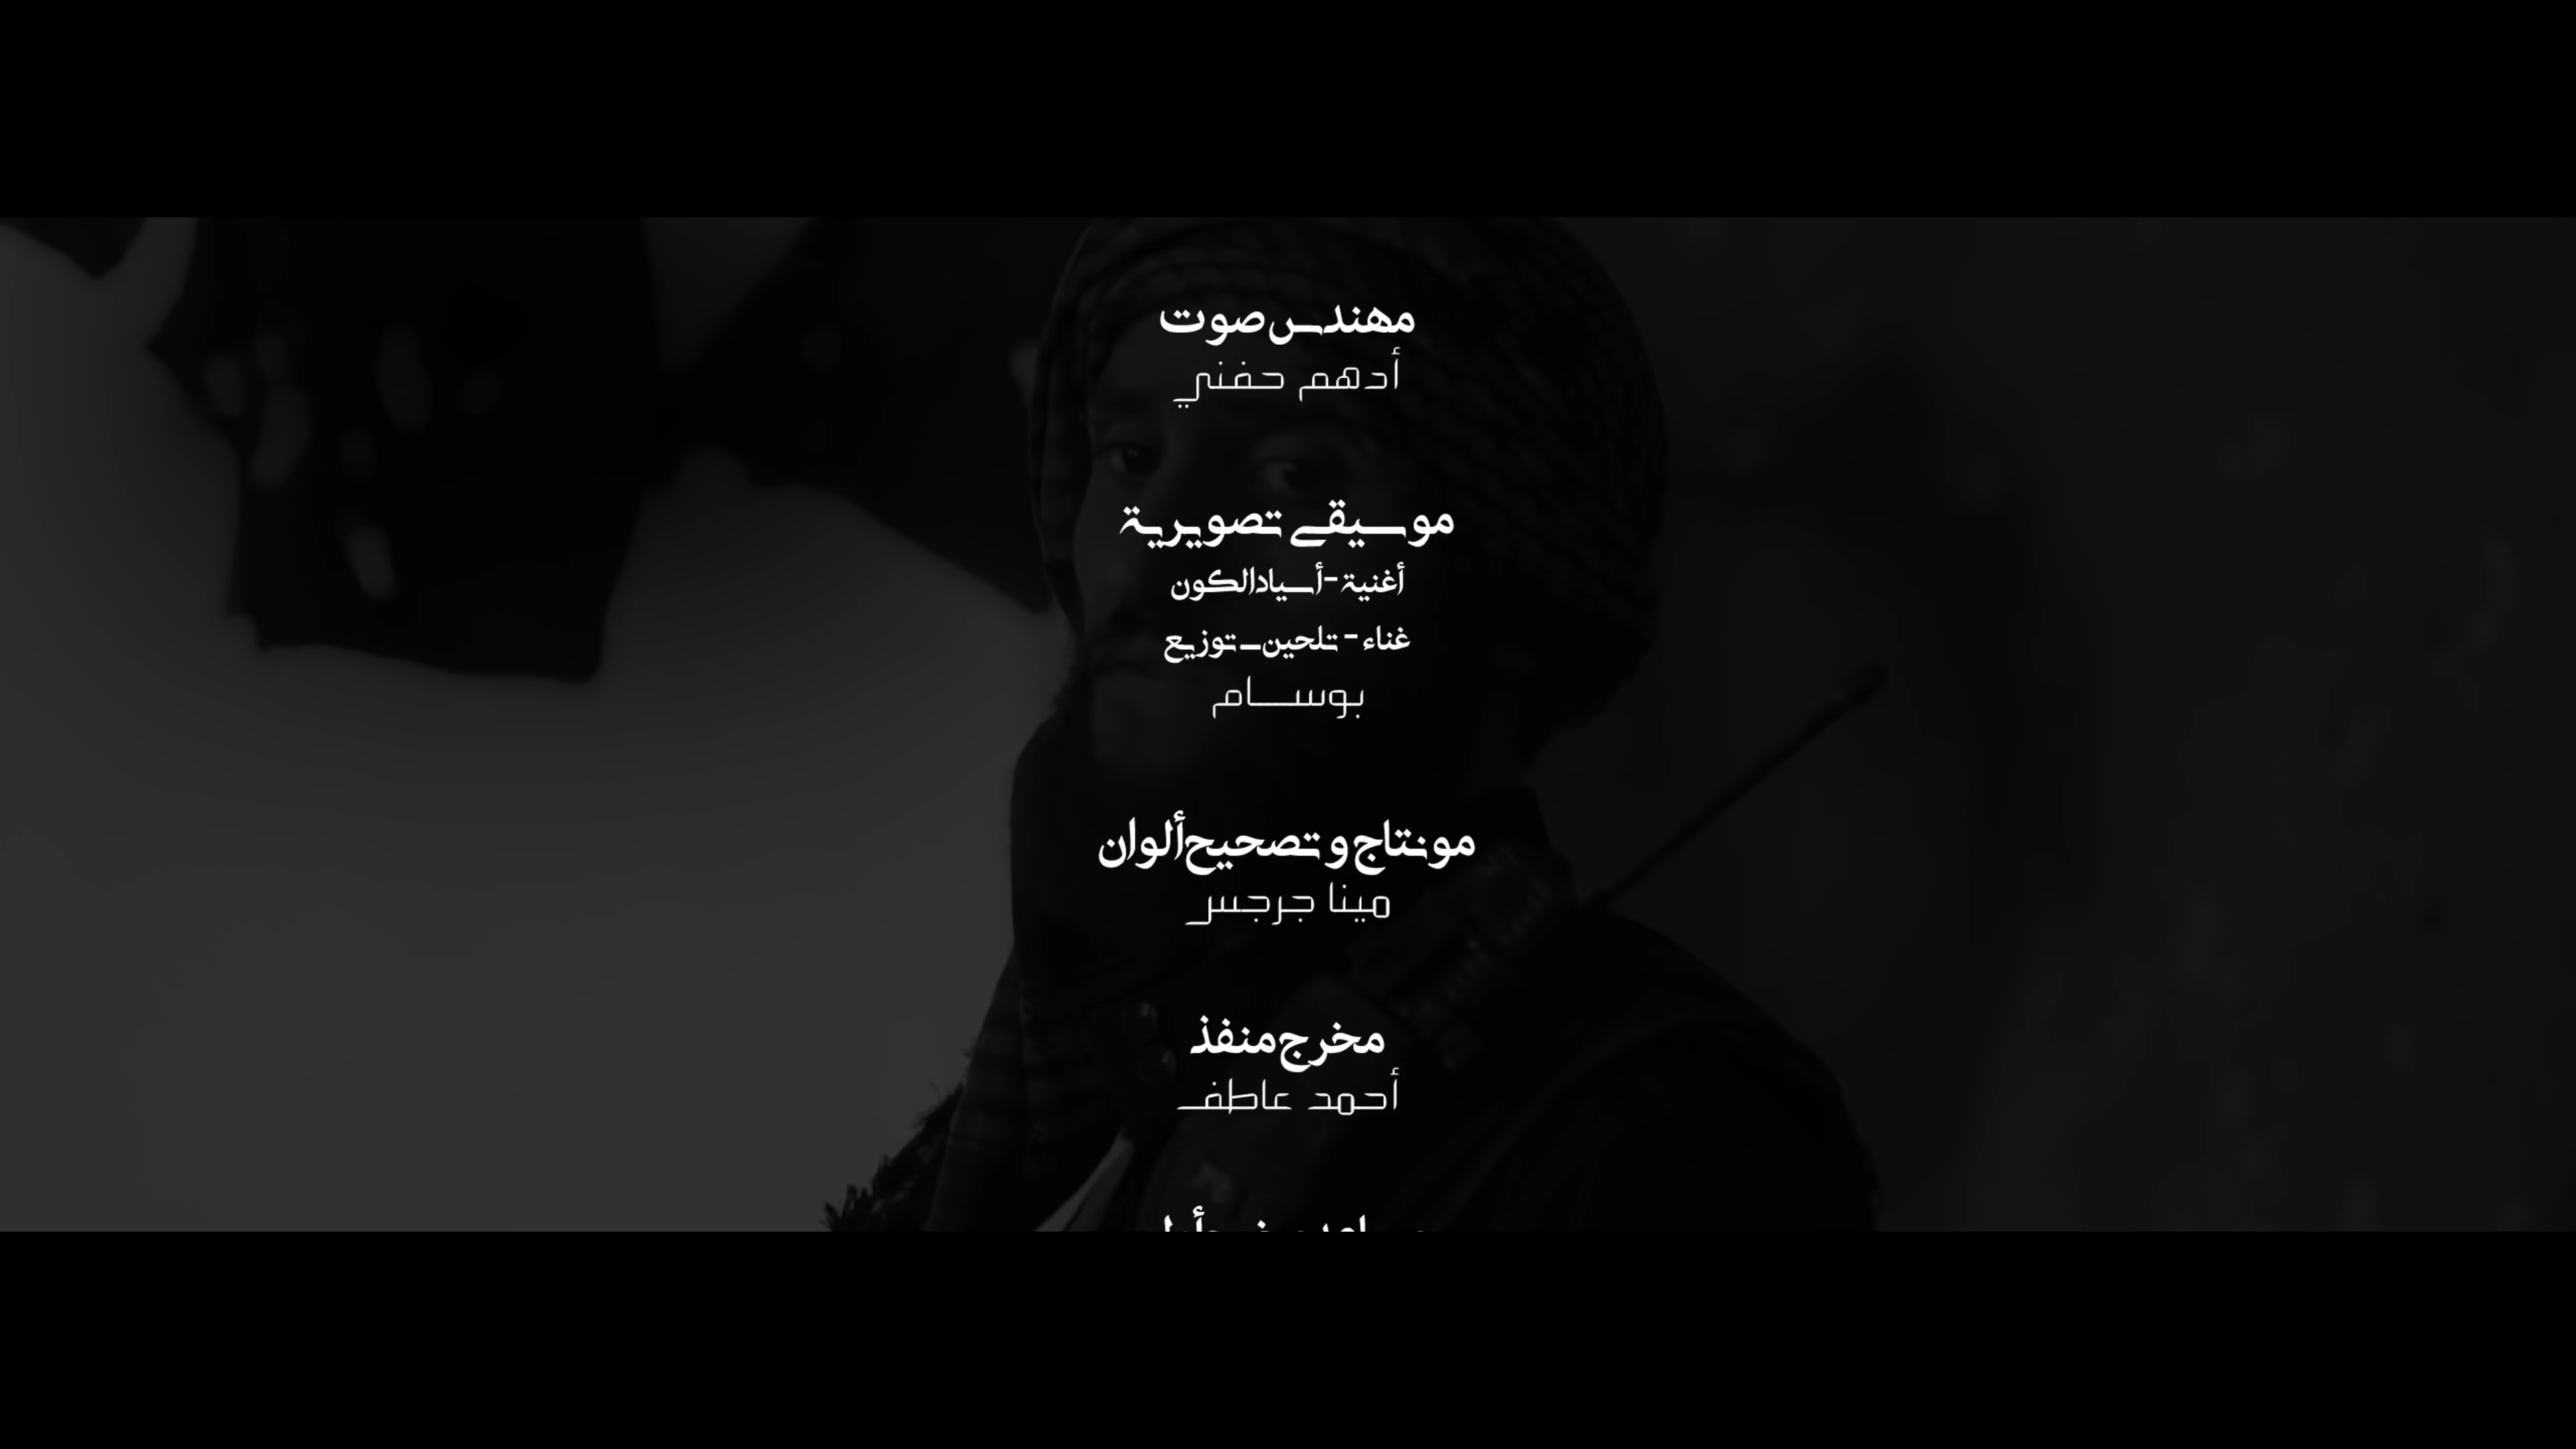 مهندس صوت
أدهم حفني
موسيقى تصويرية
أغنية - أسياد الكون
غناء - تلحين - توزيع
بوسام
مونتاج و تصحيح ألوان
مينا جرجس
مخرج منفذ
أحمد عاطف